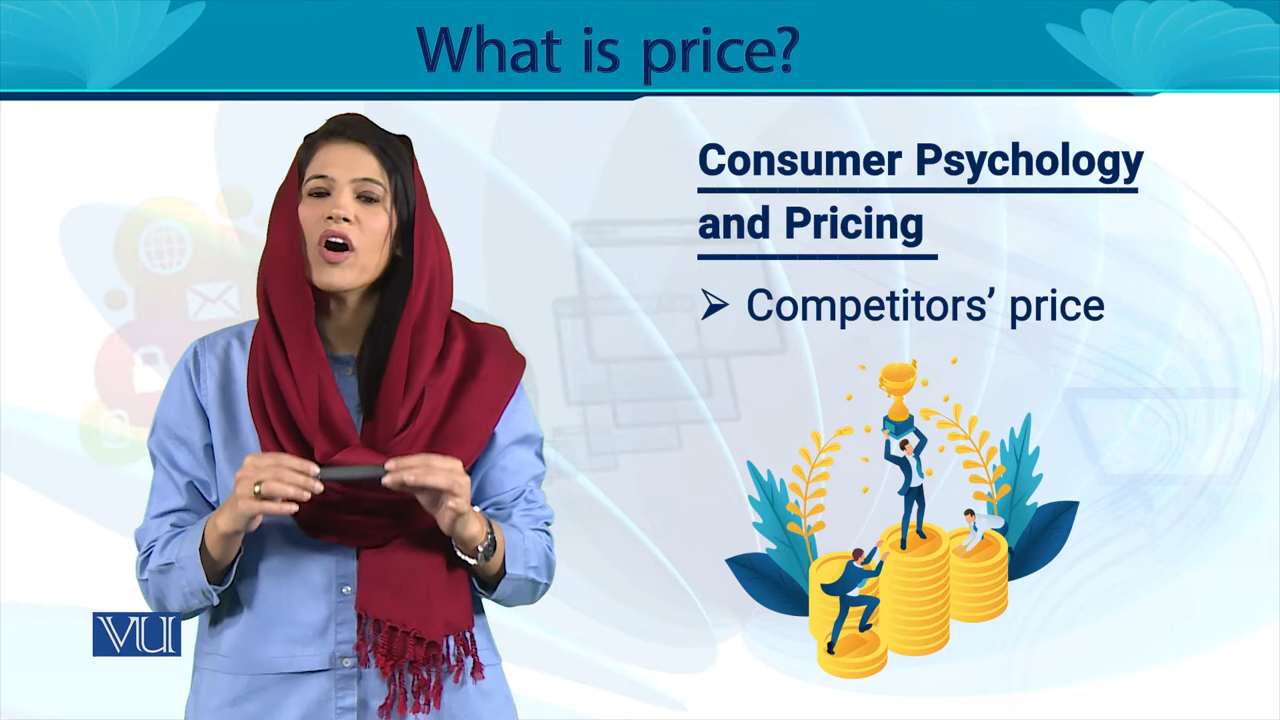 What is price?
Consumer Psychology
and Pricing
➢ Competitors’ price
VU